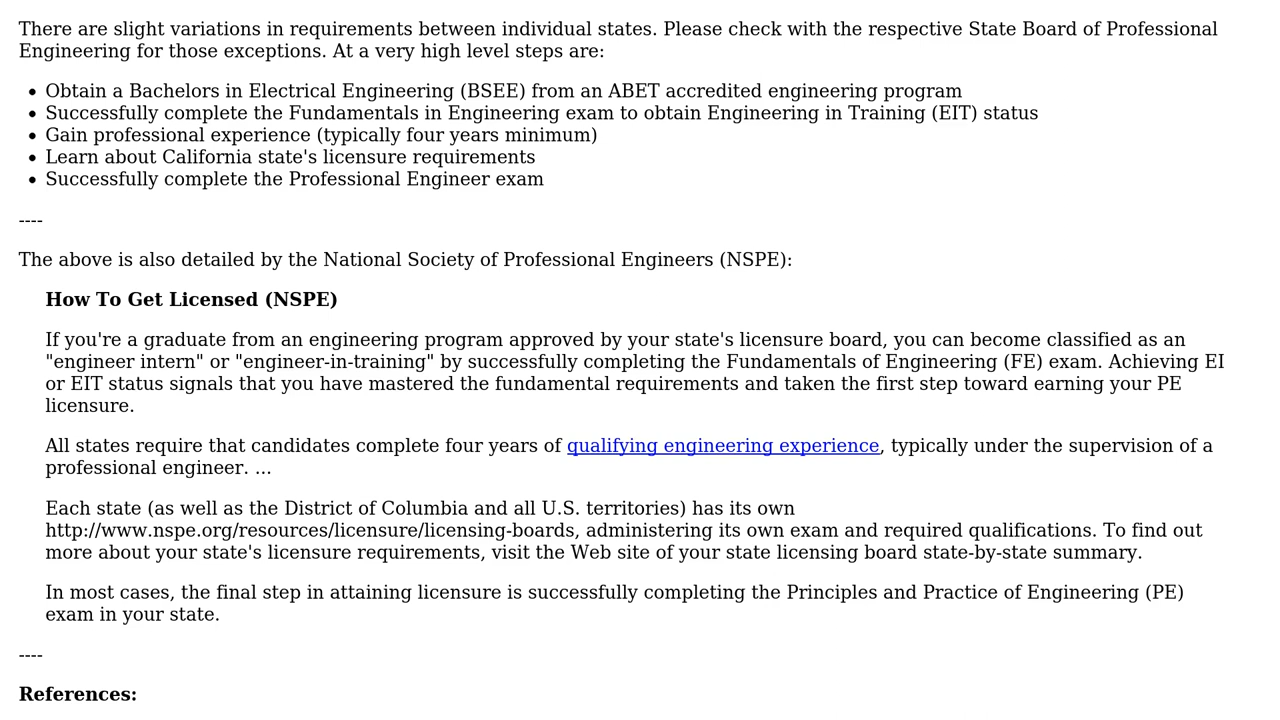 There are slight variations in requirements between individual states. Please check with the respective State Board of Professional
Engineering for those exceptions. At a very high level steps are:
• Obtain a Bachelors in Electrical Engineering (BSEE) from an ABET accredited engineering program
• Successfully complete the Fundamentals in Engineering exam to obtain Engineering in Training (EIT) status
• Gain professional experience (typically four years minimum)
• Learn about California state's licensure requirements
• Successfully complete the Professional Engineer exam
----
The above is also detailed by the National Society of Professional Engineers (NSPE):
How To Get Licensed (NSPE)
If you're a graduate from an engineering program approved by your state's licensure board, you can become classified as an
"engineer intern" or "engineer-in-training" by successfully completing the Fundamentals of Engineering (FE) exam. Achieving EI
or EIT status signals that you have mastered the fundamental requirements and taken the first step toward earning your PE
licensure.
All states require that candidates complete four years of qualifying engineering experience, typically under the supervision of a
professional engineer. ...
Each state (as well as the District of Columbia and all U.S. territories) has its own
http://www.nspe.org/resources/licensure/licensing-boards, administering its own exam and required qualifications. To find out
more about your state's licensure requirements, visit the Web site of your state licensing board state-by-state summary.
In most cases, the final step in attaining licensure is successfully completing the Principles and Practice of Engineering (PE)
exam in your state.
----
References: